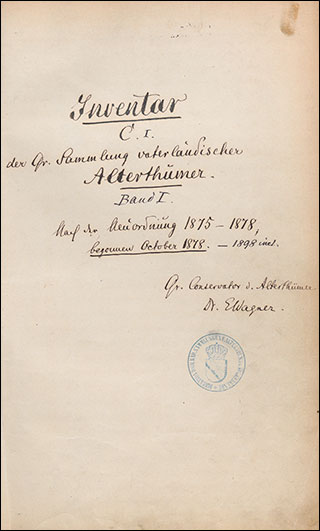 Inventar
C. I.
der Gr. Sammlung vaterländischer
Alterthümer.
Band I.
Nach der Neuordnung 1875 – 1878,
begonnen October 1878. – 1898 incl.
Gr. Conservator d. Alterthümer
Dr. E Wagner.